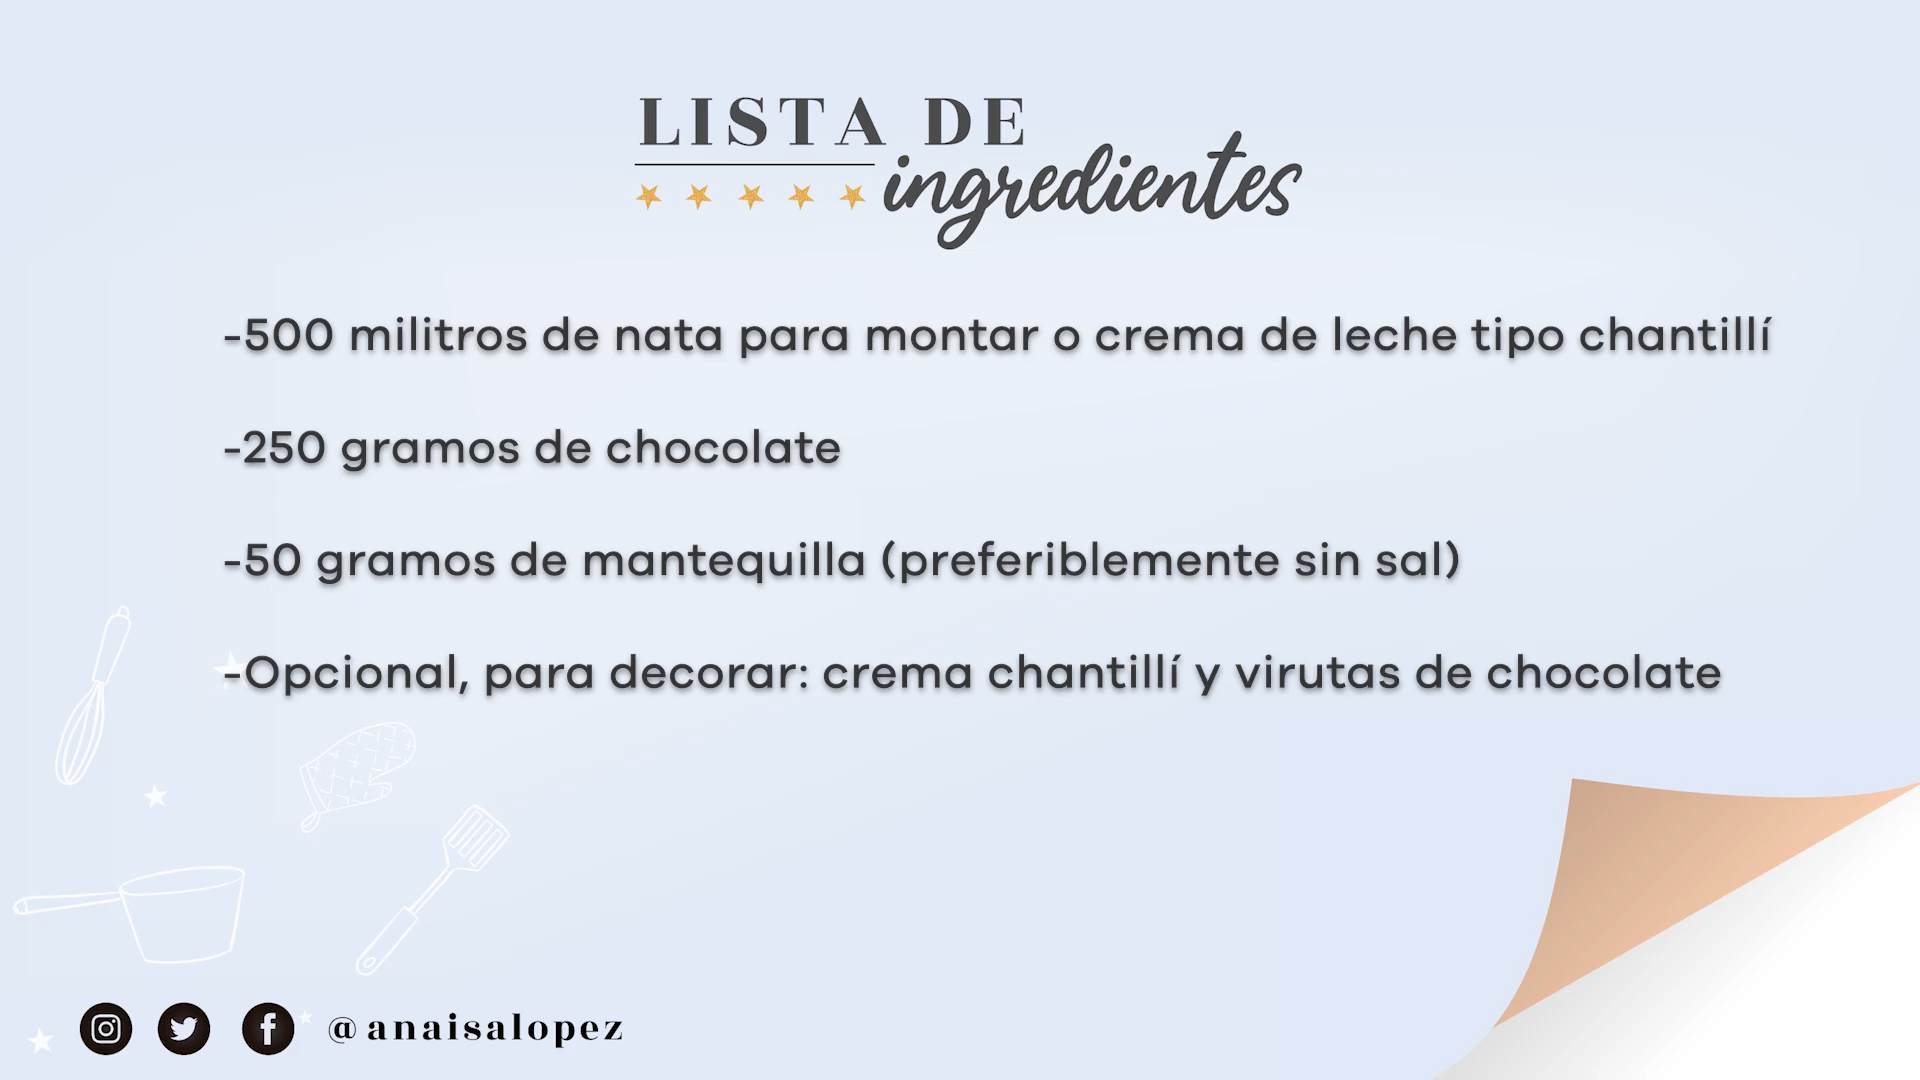 LISTA DE
ingredientes
-500 militros de nata para montar o crema de leche tipo chantillí
-250 gramos de chocolate
-50 gramos de mantequilla (preferiblemente sin sal)
-Opcional, para decorar: crema chantillí y virutas de chocolate
@anaisalopez